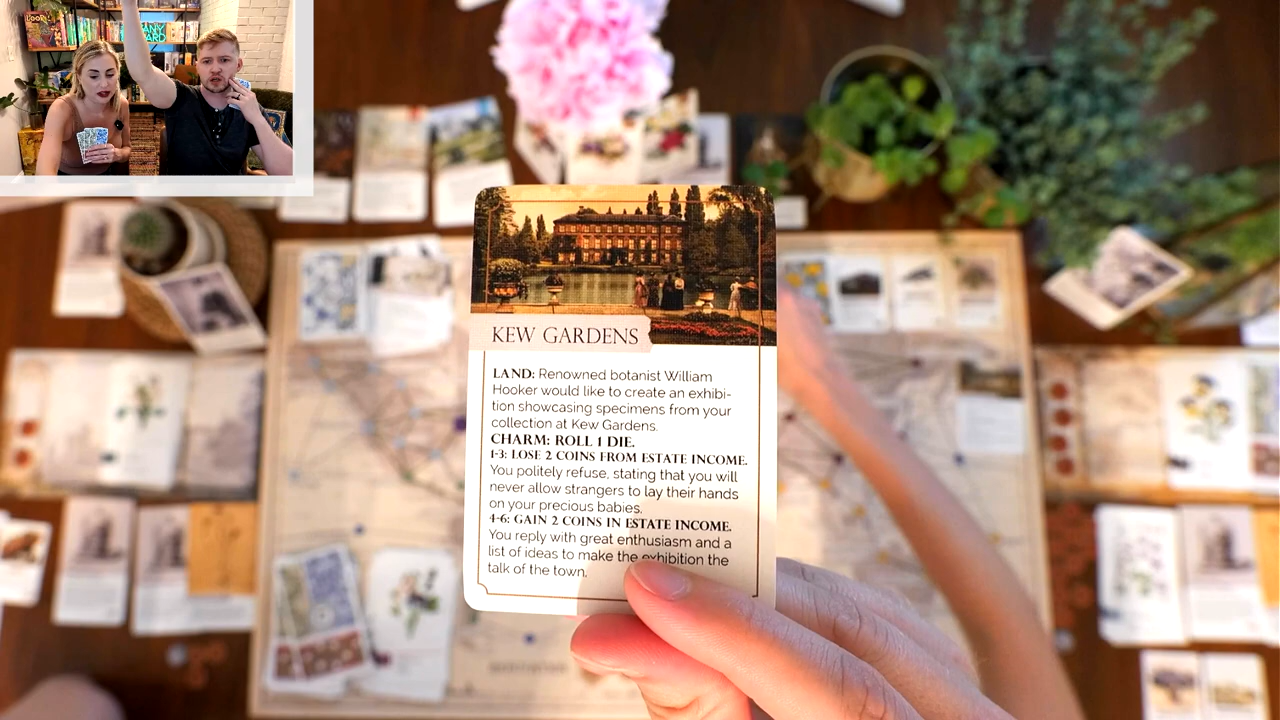 KEW GARDENS
LAND: Renowned botanist William
Hooker would like to create an exhibi-
tion showcasing specimens from your
collection at Kew Gardens.
CHARM: ROLL 1 DIE.
1-3: LOSE 2 COINS FROM ESTATE INCOME.
You politely refuse, stating that you will
never allow strangers to lay their hands
on your precious babies.
4-6: GAIN 2 COINS IN ESTATE INCOME.
You reply with great enthusiasm and a
list of ideas to make the exhibition the
talk of the town.